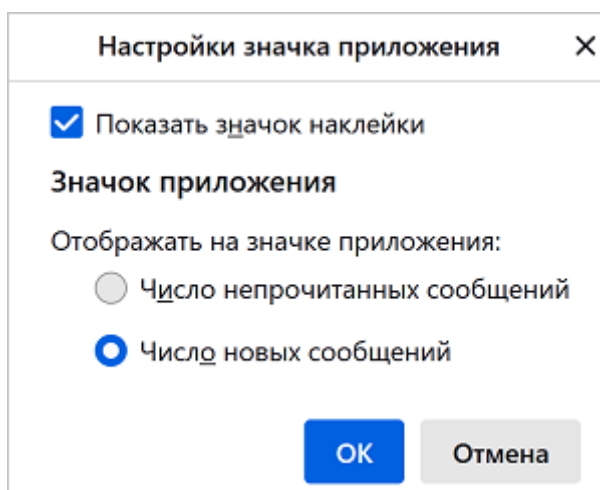 Настройки значка приложения
Показать значок наклейки
Значок приложения
Отображать на значке приложения:
Число непрочитанных сообщений
Число новых сообщений
ОК Отмена